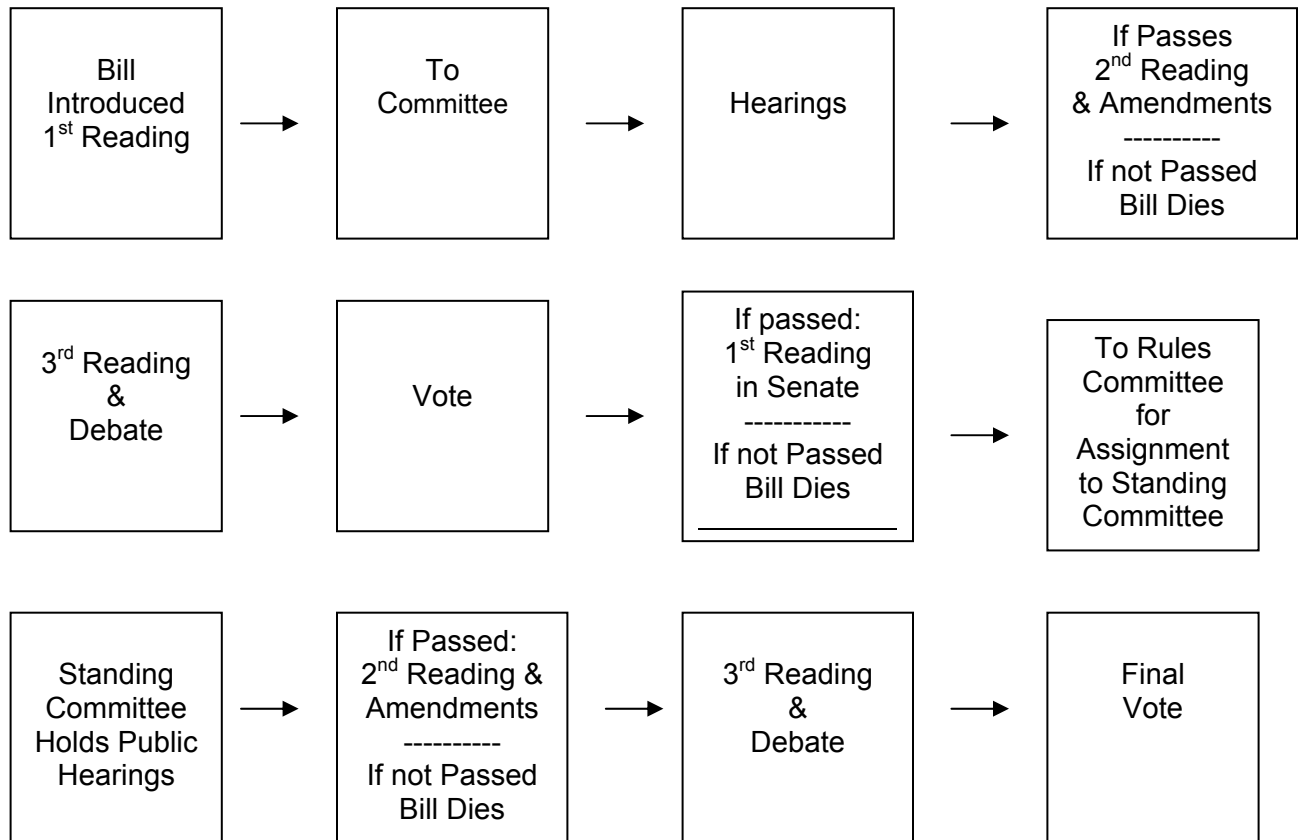 Bill
Introduced
1st Reading
To
Committee
Hearings
If Passes
2nd Reading
& Amendments
----------
If not Passed
Bill Dies
3rd Reading
&
Debate
Vote
If passed:
1st Reading
in Senate
-----------
If not Passed
Bill Dies
To Rules
Committee
for
Assignment
to Standing
Committee
Standing
Committee
Holds Public
Hearings
If Passed:
2nd Reading &
Amendments
----------
If not Passed
Bill Dies
3rd Reading
&
Debate
Final
Vote